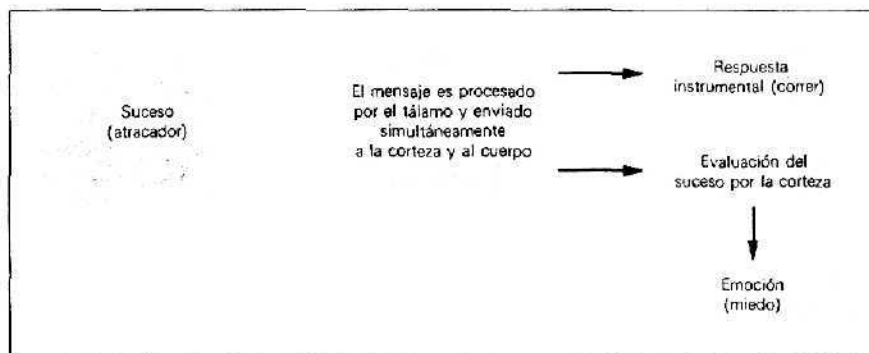 Suceso
(atracador)
El mensaje es procesado
por el tálamo y enviado
simultáneamente
a la corteza y al cuerpo
Respuesta
instrumental (correr)
Evaluación del
suceso por la corteza
Emoción
(miedo)